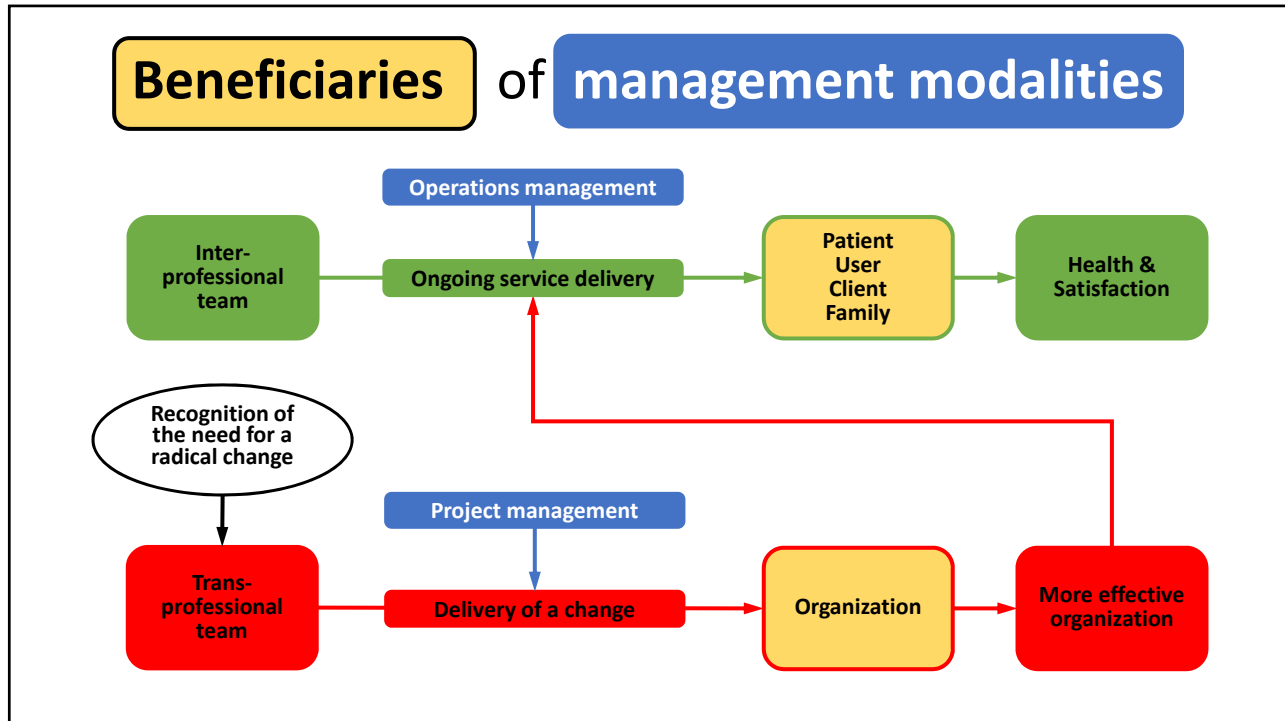 Beneficiaries of management modalities
Operations management
Inter-
professional
team
Ongoing service delivery
Patient
User
Client
Family
Health &
Satisfaction
Recognition of
the need for a
radical change
Project management
Trans-
professional
team
Delivery of a change
Organization
More effective
organization